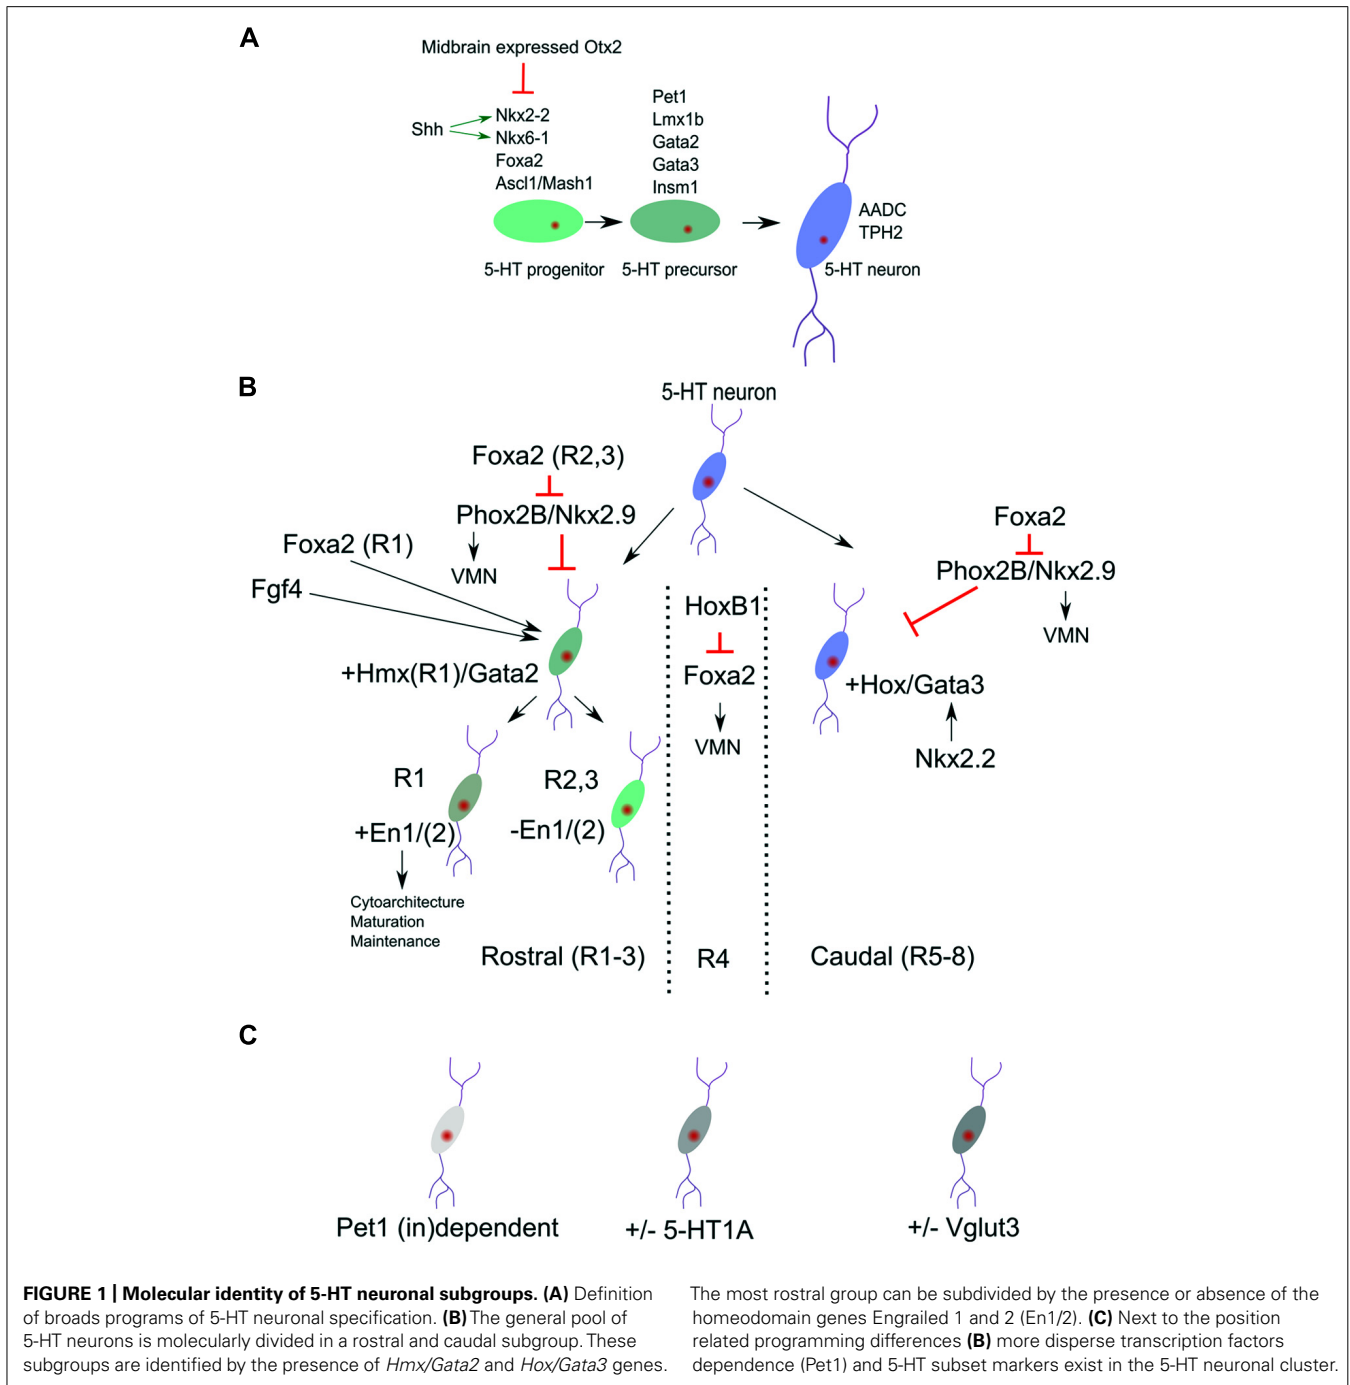 A
Midbrain expressed Otx2
Shh
Nkx2-2
Nkx6-1
Foxa2
Ascl1/Mash1
Pet1
Lmx1b
Gata2
Gata3
Insm1
AADC
TPH2
5-HT progenitor
5-HT precursor
5-HT neuron
B
5-HT neuron
Foxa2 (R2,3)
Phox2B/Nkx2.9
VMN
Foxa2 (R1)
Fgf4
+Hmx(R1)/Gata2
R1
+En1/(2)
Cytoarchitecture
Maturation
Maintenance
R2,3
-En1/(2)
Rostral (R1-3)
HoxB1
Foxa2
VMN
R4
Foxa2
Phox2B/Nkx2.9
VMN
+Hox/Gata3
Nkx2.2
Caudal (R5-8)
C
Pet1 (in)dependent
+/- 5-HT1A
+/- Vglut3
FIGURE 1 | Molecular identity of 5-HT neuronal subgroups. (A) Definition
of broads programs of 5-HT neuronal specification. (B) The general pool of
5-HT neurons is molecularly divided in a rostral and caudal subgroup. These
subgroups are identified by the presence of Hmx/Gata2 and Hox/Gata3 genes.
The most rostral group can be subdivided by the presence or absence of the
homeodomain genes Engrailed 1 and 2 (En1/2). (C) Next to the position
related programming differences (B) more disperse transcription factors
dependence (Pet1) and 5-HT subset markers exist in the 5-HT neuronal cluster.